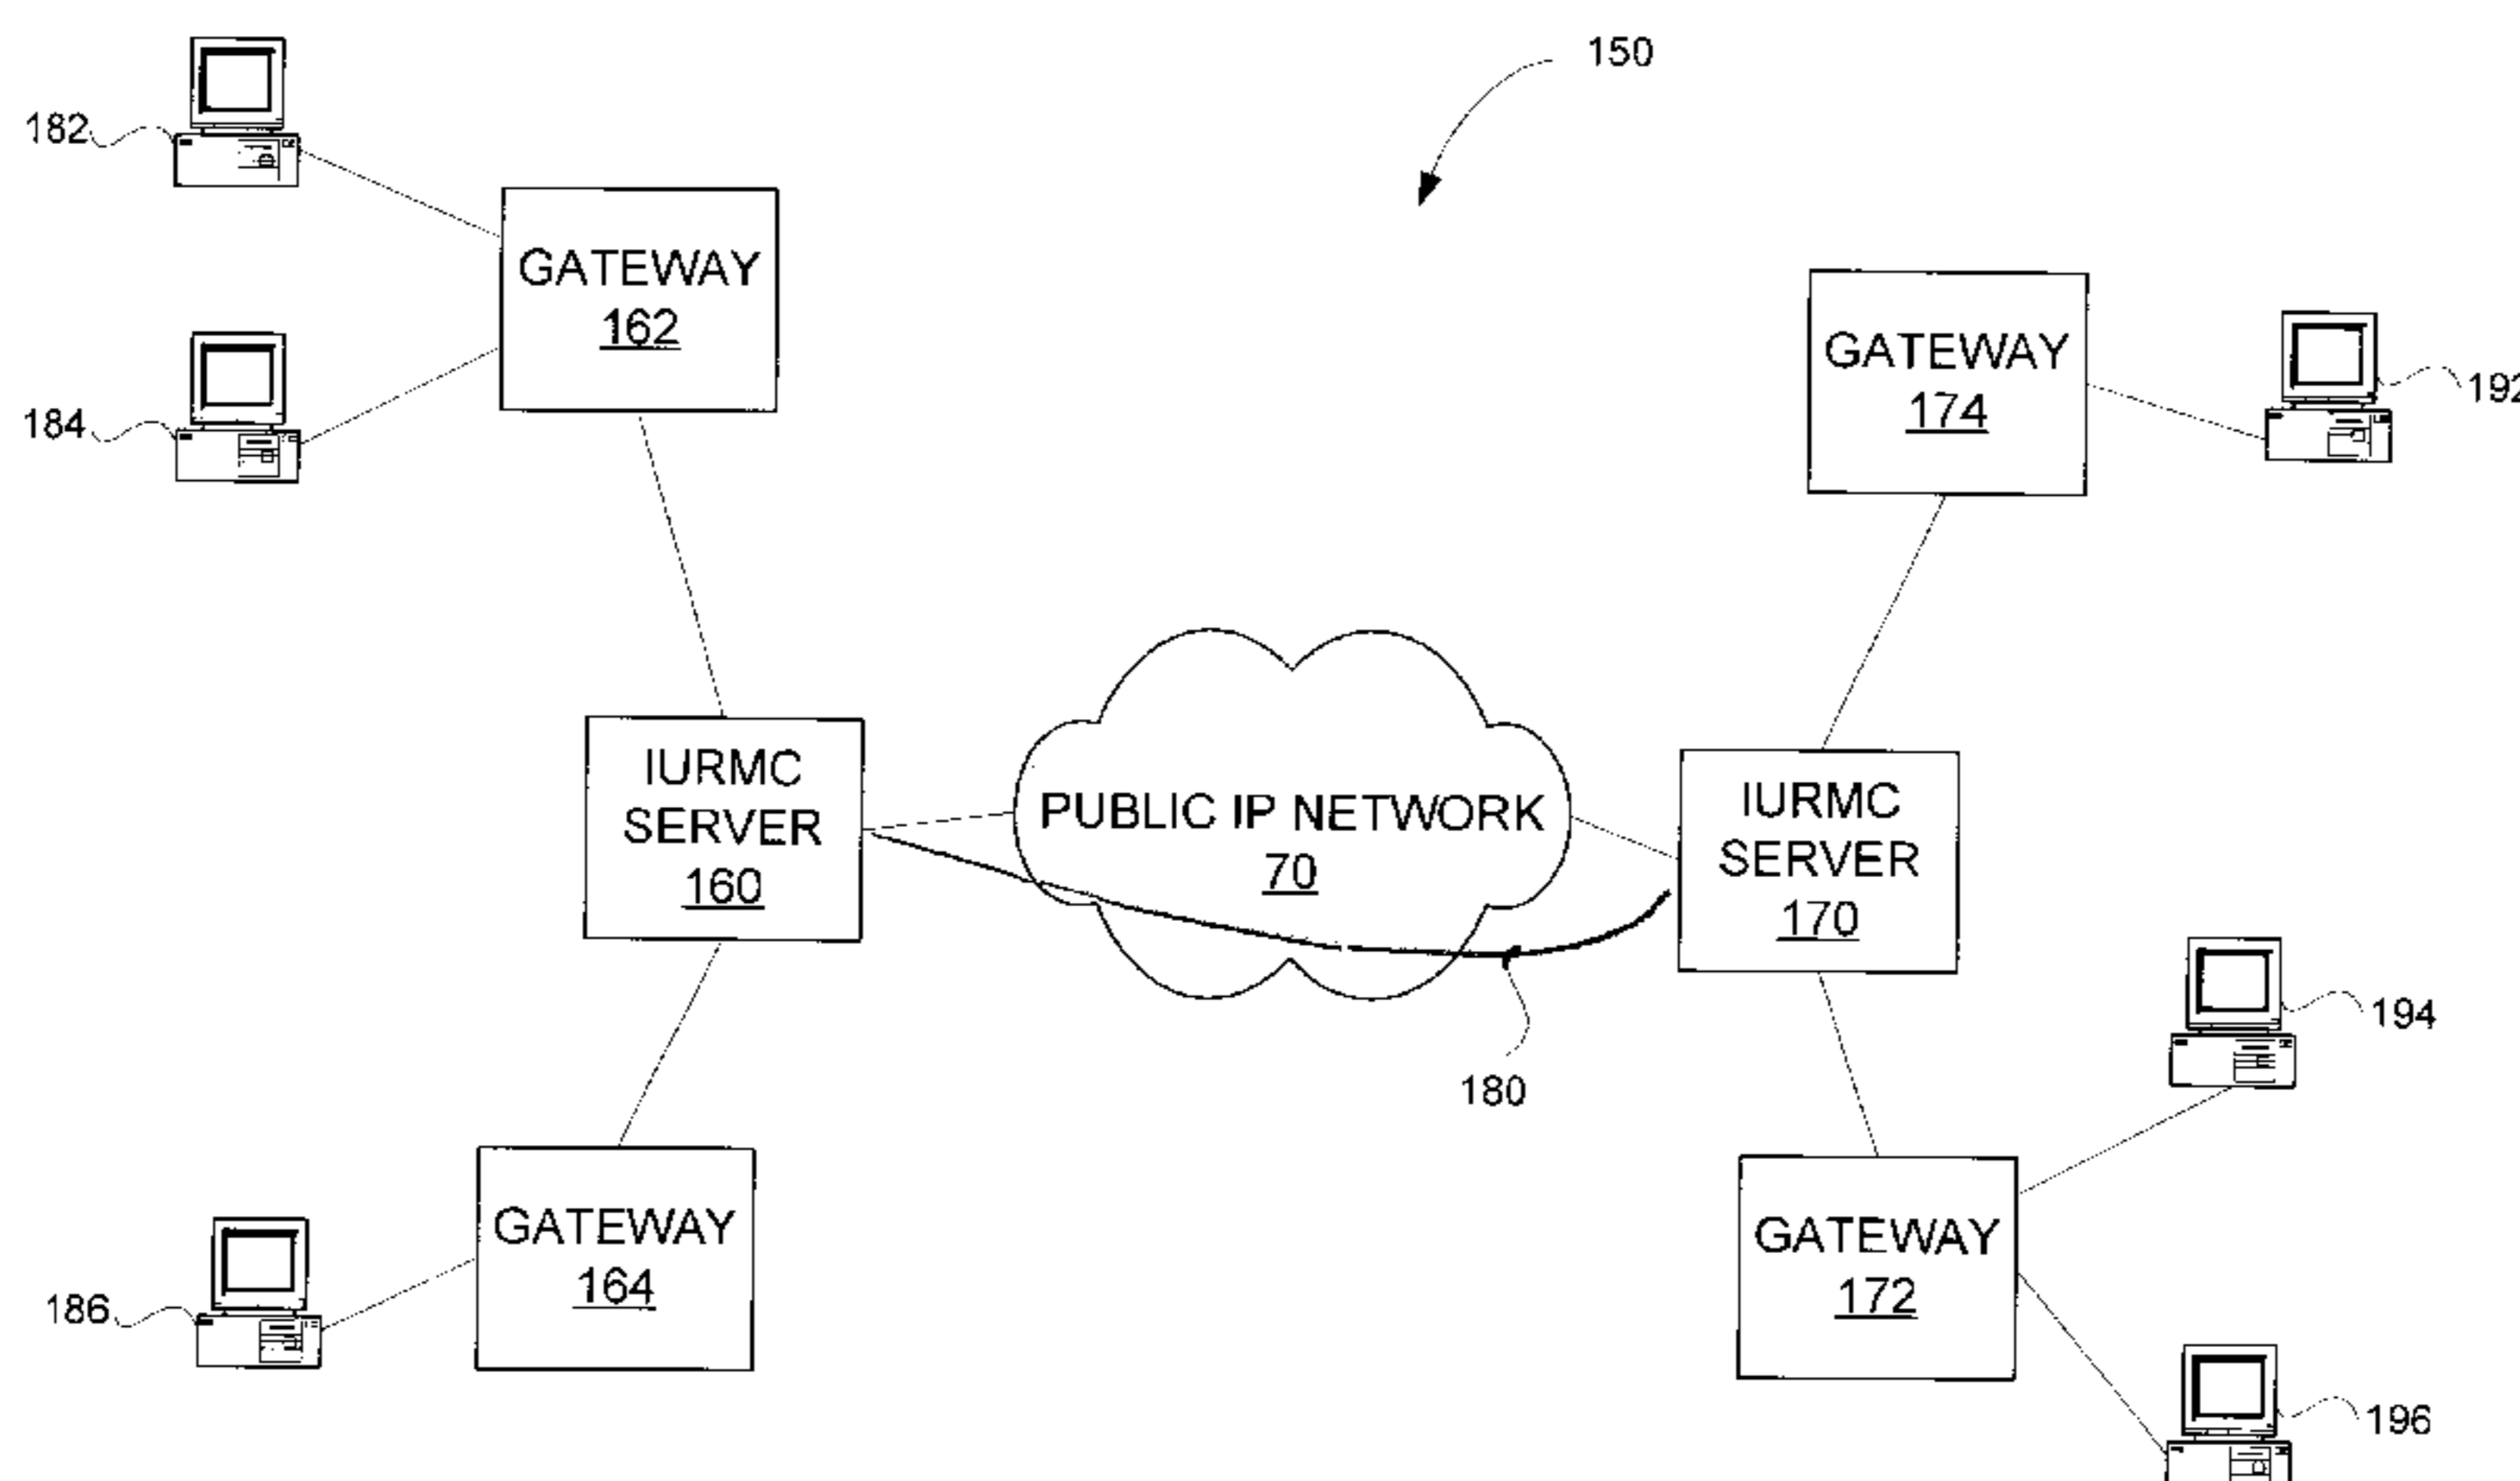 150
182
GATEWAY
162
184
GATEWAY
174
192
IURMC
SERVER
160
PUBLIC IP NETWORK
70
IURMC
SERVER
170
180
194
GATEWAY
164
186
GATEWAY
172
196